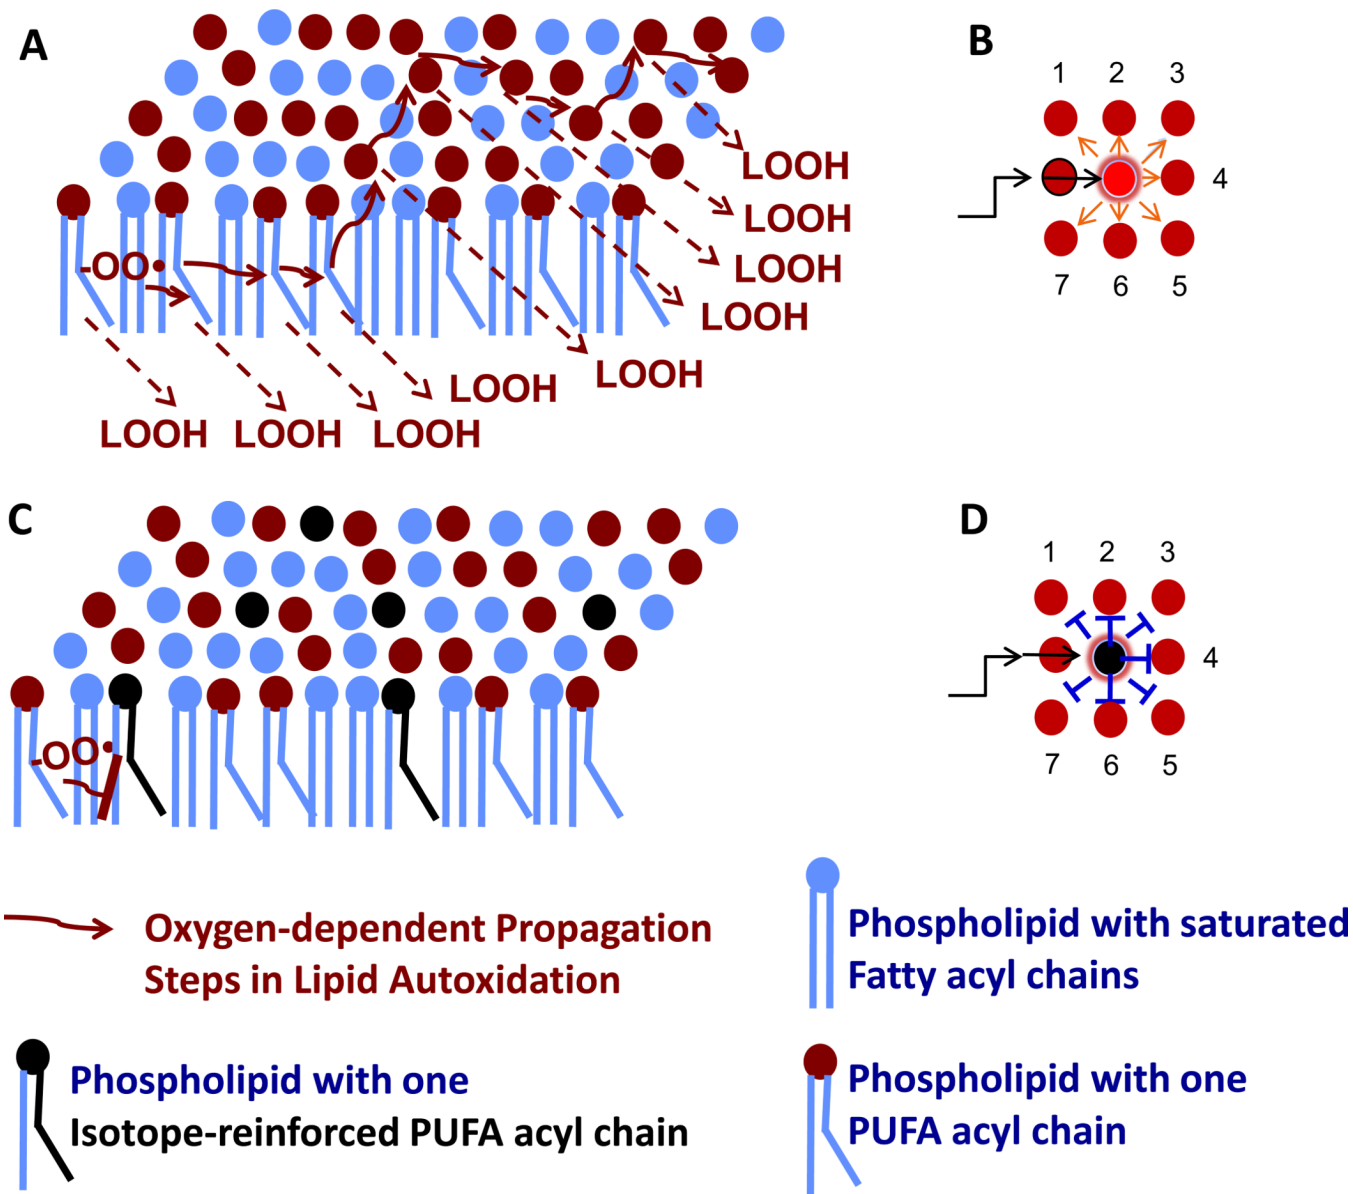 A
B
1 2 3
LOOH
4
LOOH
-OO•
LOOH
7 6 5
LOOH
LOOH
LOOH
LOOH LOOH LOOH
C
D
1 2 3
4
-OO•
7 6 5
Oxygen-dependent Propagation
Steps in Lipid Autoxidation
Phospholipid with saturated
Fatty acyl chains
Phospholipid with one
Isotope-reinforced PUFA acyl chain
Phospholipid with one
PUFA acyl chain